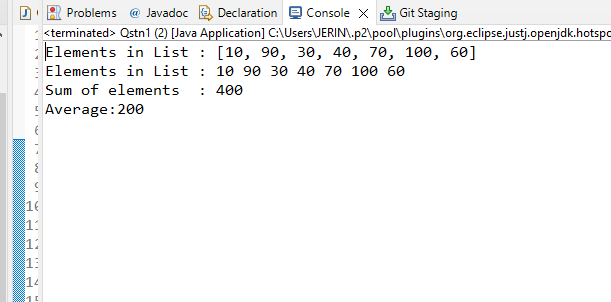 J Problems @ Javadoc Declaration Console Git Staging
<terminated> Qstn1 (2) [Java Application] C:\Users\JERIN\.p2\pool\plugins\org.eclipse.justj.openjdk.hotspo
Elements in List : [10, 90, 30, 40, 70, 100, 60]
Elements in List : 10 90 30 40 70 100 60
Sum of elements  : 400
Average:200